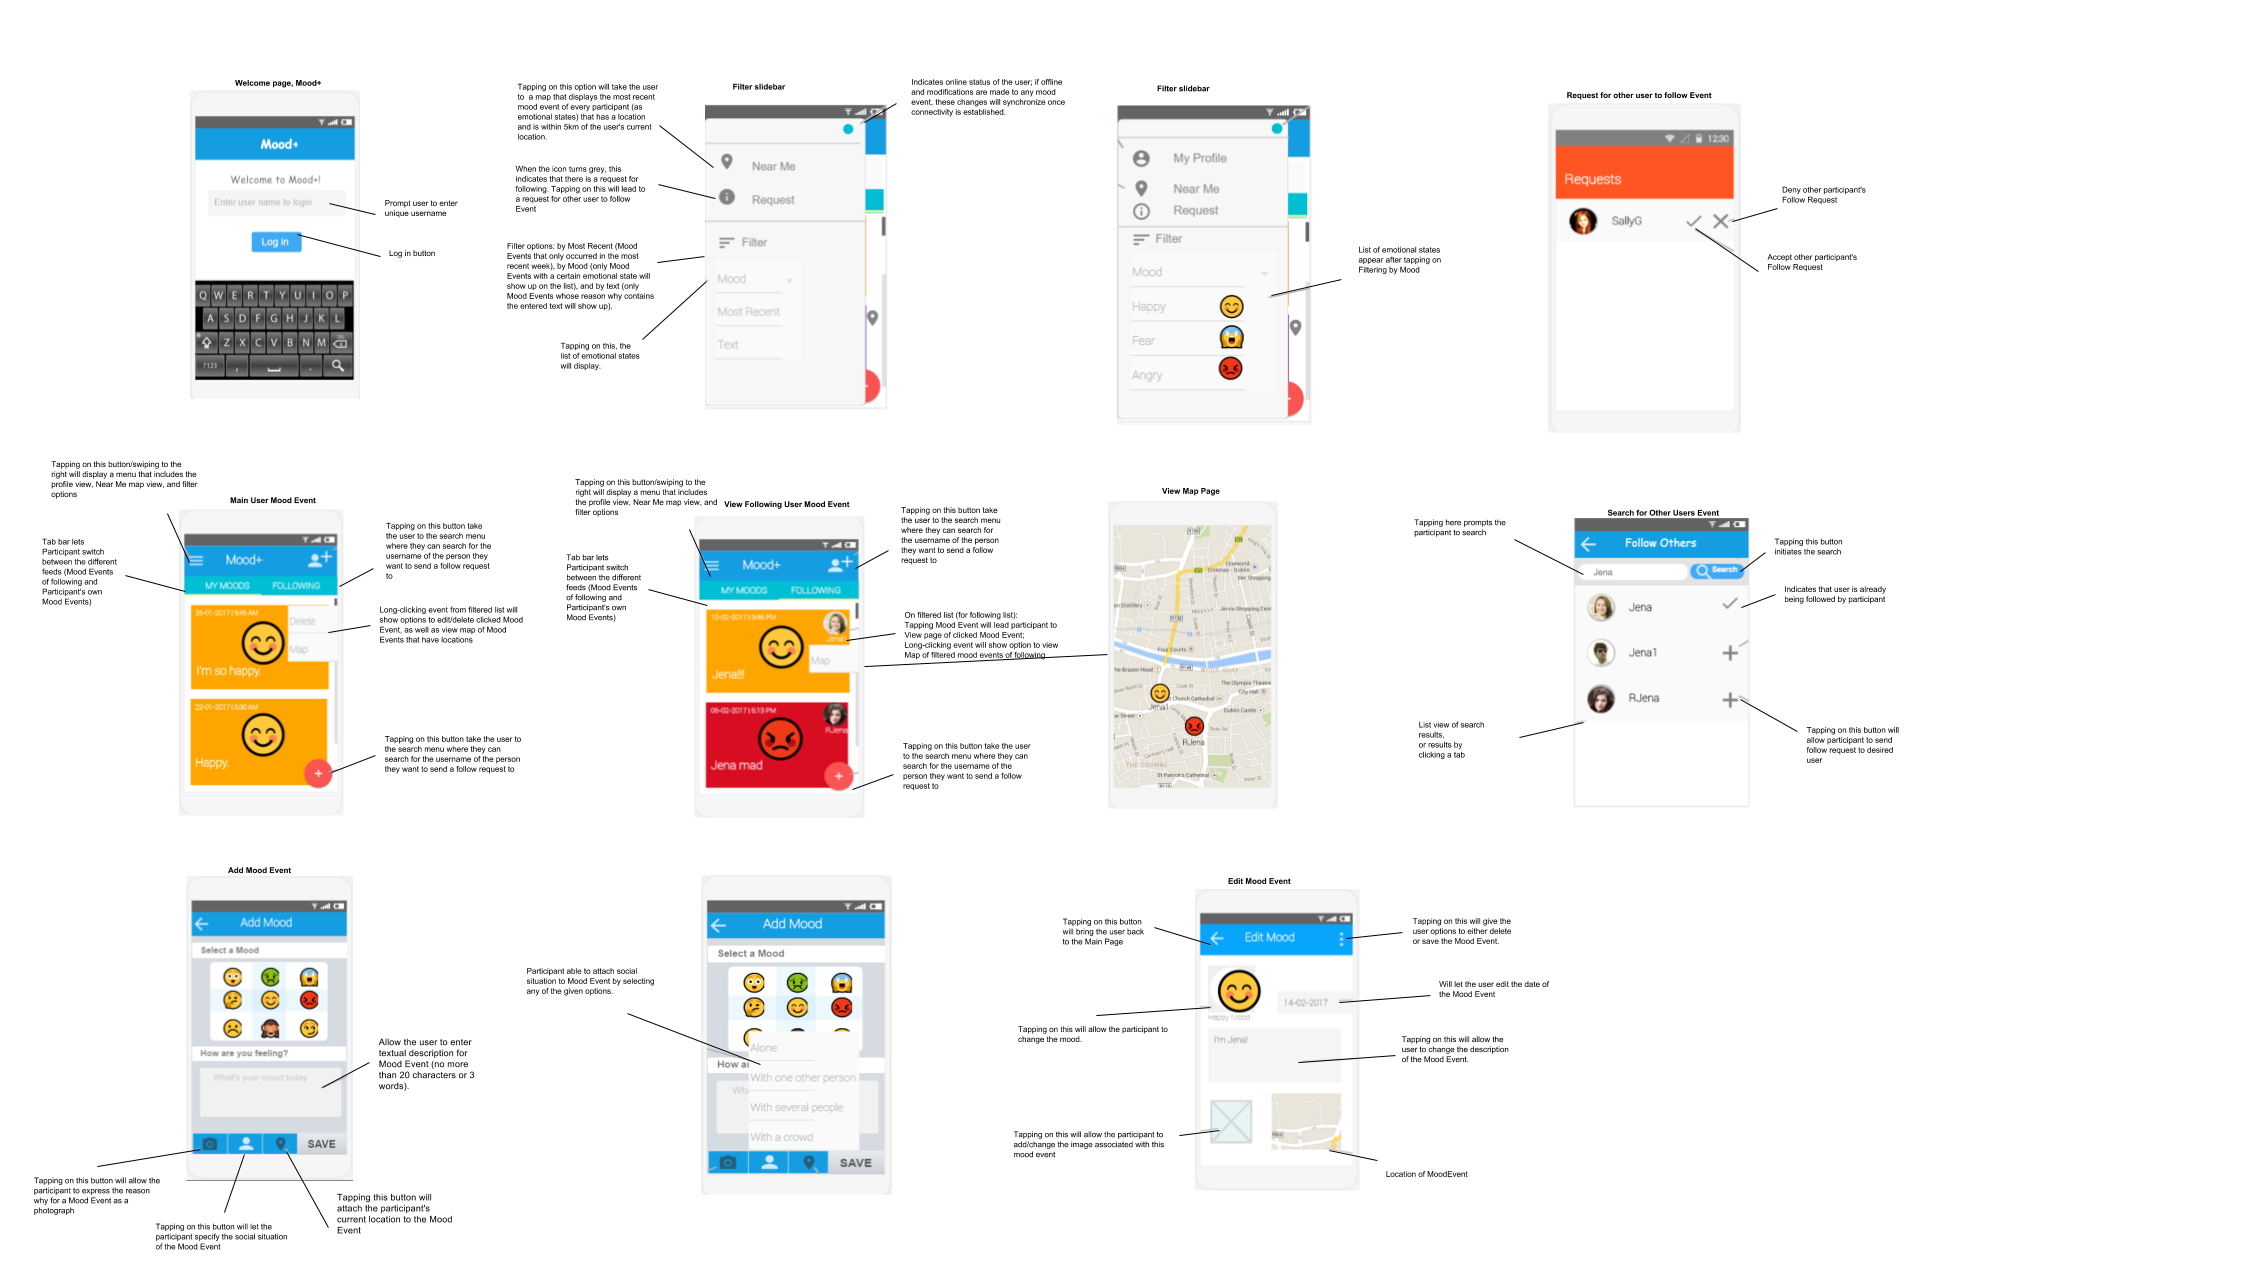 Welcome page, Mood+
Mood+
Welcome to Mood+!
Enter user name to login
Log in
Q W E R T Y U I O P
A S D F G H J K L
Z X C V B N M
DEL
?123 , .
Prompt user to enter
unique username
Log in button
Tapping on this option will take the user
to a map that displays the most recent
mood event of every participant (as
emotional states) that has a location
and is within 5km of the user's current
location.
When the icon turns grey, this
indicates that there is a request for
following. Tapping on this will lead to
a request for other user to follow
Event
Filter options: by Most Recent (Mood
Events that only occurred in the most
recent week), by Mood (only Mood
Events with a certain emotional state will
show up on the list), and by text (only
Mood Events whose reason why contains
the entered text will show up).
Tapping on this, the
list of emotional states
will display.
Filter slidebar
Near Me
Request
Filter
Mood
Most Recent
Text
Indicates online status of the user; if offline
and modifications are made to any mood
event, these changes will synchronize once
connectivity is established.
Filter slidebar
My Profile
Near Me
Request
Filter
Mood
Happy
Fear
Angry
List of emotional states
appear after tapping on
Filtering by Mood
Request for other user to follow Event
12:30
Requests
SallyG
Deny other participant's
Follow Request
Accept other participant's
Follow Request
Tapping on this button/swiping to the
right will display a menu that includes the
profile view, Near Me map view, and filter
options
Tab bar lets
Participant switch
between the different
feeds (Mood Events
of following and
Participant's own
Mood Events)
Main User Mood Event
Mood+
MY MOODS FOLLOWING
Delete
Map
I'm so happy.
Happy.
+
Tapping on this button take
the user to the search menu
where they can search for the
username of the person they
want to send a follow request
to
Long-clicking event from filtered list will
show options to edit/delete clicked Mood
Event, as well as view map of Mood
Events that have locations
Tapping on this button take the user to
the search menu where they can
search for the username of the person
they want to send a follow request to
Tapping on this button/swiping to the
right will display a menu that includes
the profile view, Near Me map view, and
filter options
Tab bar lets
Participant switch
between the different
feeds (Mood Events
of following and
Participant's own
Mood Events)
View Following User Mood Event
Mood+
MY MOODS FOLLOWING
10-02-2017 | 9:46 PM
Map
Jena!!!
06-02-2017 | 6:13 PM
RJena
Jena mad
+
Tapping on this button take
the user to the search menu
where they can search for
the username of the person
they want to send a follow
request to
On filtered list (for following list):
Tapping Mood Event will lead participant to
View page of clicked Mood Event;
Long-clicking event will show option to view
Map of filtered mood events of following
Tapping on this button take the user
to the search menu where they can
search for the username of the
person they want to send a follow
request to
View Map Page
Cineworld
Cinemas - Dublin
Jervis Shopping Cen
Four Courts
The Brazen Head
The Olympia Theatre
City Hall
Church Cathedral
Dublin Castle
Jena1
RJena
THE COOMBE
St Patrick's Cathedral
Tapping here prompts the
participant to search
List view of search
results,
or results by
clicking a tab
Search for Other Users Event
Follow Others
Jena
Search
Jena
Jena1
RJena
Tapping this button
initiates the search
Indicates that user is already
being followed by participant
Tapping on this button will
allow participant to send
follow request to desired
user
Add Mood Event
Add Mood
Select a Mood
How are you feeling?
What's your mood today
SAVE
Allow the user to enter
textual description for
Mood Event (no more
than 20 characters or 3
words).
Tapping on this button will allow the
participant to express the reason
why for a Mood Event as a
photograph
Tapping on this button will let the
participant specify the social situation
of the Mood Event
Tapping this button will
attach the participant's
current location to the Mood
Event
Participant able to attach social
situation to Mood Event by selecting
any of the given options.
Add Mood
Select a Mood
Alone
How ar
With one other person
With several people
With a crowd
SAVE
Edit Mood Event
Edit Mood
14-02-2017
Happy Mood
I'm Jena!
Tapping on this button
will bring the user back
to the Main Page
Tapping on this will allow the participant to
change the mood.
Tapping on this will allow the participant to
add/change the image associated with this
mood event
Tapping on this will give the
user options to either delete
or save the Mood Event.
Will let the user edit the date of
the Mood Event
Tapping on this will allow the
user to change the description
of the Mood Event.
Location of MoodEvent